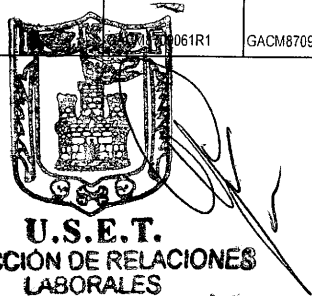 061R1 GACM8709
U.S.E.T.
CCIÓN DE RELACIONES
LABORALES